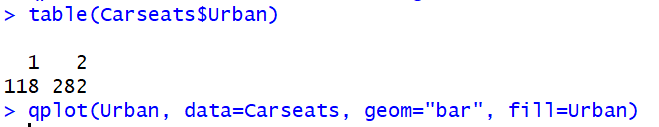 > table(Carseats$Urban)
1 2
118 282
> qplot(Urban, data=Carseats, geom="bar", fill=Urban)